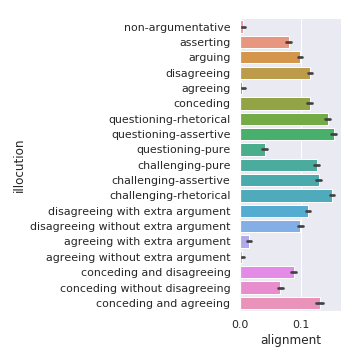 non-argumentative
asserting
arguing
disagreeing
agreeing
conceding
questioning-rhetorical
questioning-assertive
questioning-pure
challenging-pure
challenging-assertive
challenging-rhetorical
disagreeing with extra argument
disagreeing without extra argument
agreeing with extra argument
agreeing without extra argument
conceding and disagreeing
conceding without disagreeing
conceding and agreeing
illocution
0.0 0.1
alignment